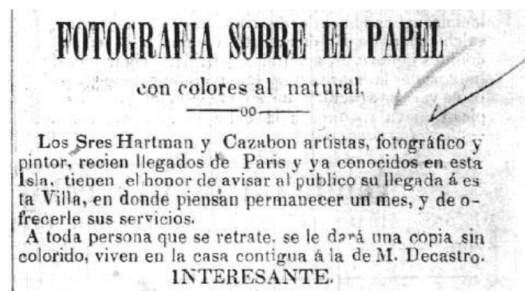 FOTOGRAFIA SOBRE EL PAPEL
con colores al natural.
oo
Los Sres Hartman y Cazabon artistas, fotográfico y
pintor, recien llegados de Paris y ya conocidos en esta
Isla, tienen el honor de avisar al publico su llegada á es
ta Villa, en donde piensan permanecer un mes, y de o-
frecerle sus servicios.
A toda persona que se retrate, se le dará una copia sin
colorido, viven en la casa contigua á la de M. Decastro.
INTERESANTE.